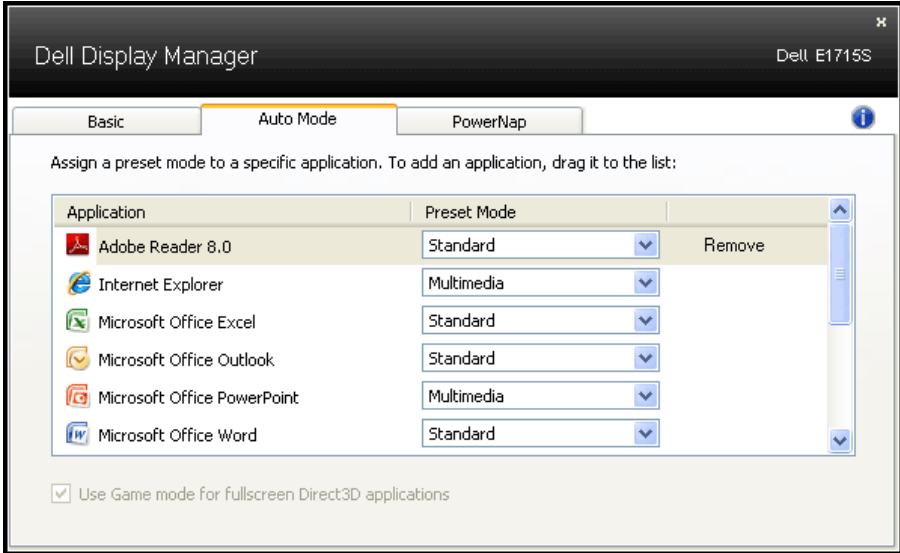 x
Dell Display Manager
Dell E1715S
Basic
Auto Mode
PowerNap
Assign a preset mode to a specific application. To add an application, drag it to the list:
Application Preset Mode
Adobe Reader 8.0 Standard Remove
Internet Explorer Multimedia
Microsoft Office Excel Standard
Microsoft Office Outlook Standard
Microsoft Office PowerPoint Multimedia
Microsoft Office Word Standard
Use Game mode for fullscreen Direct3D applications